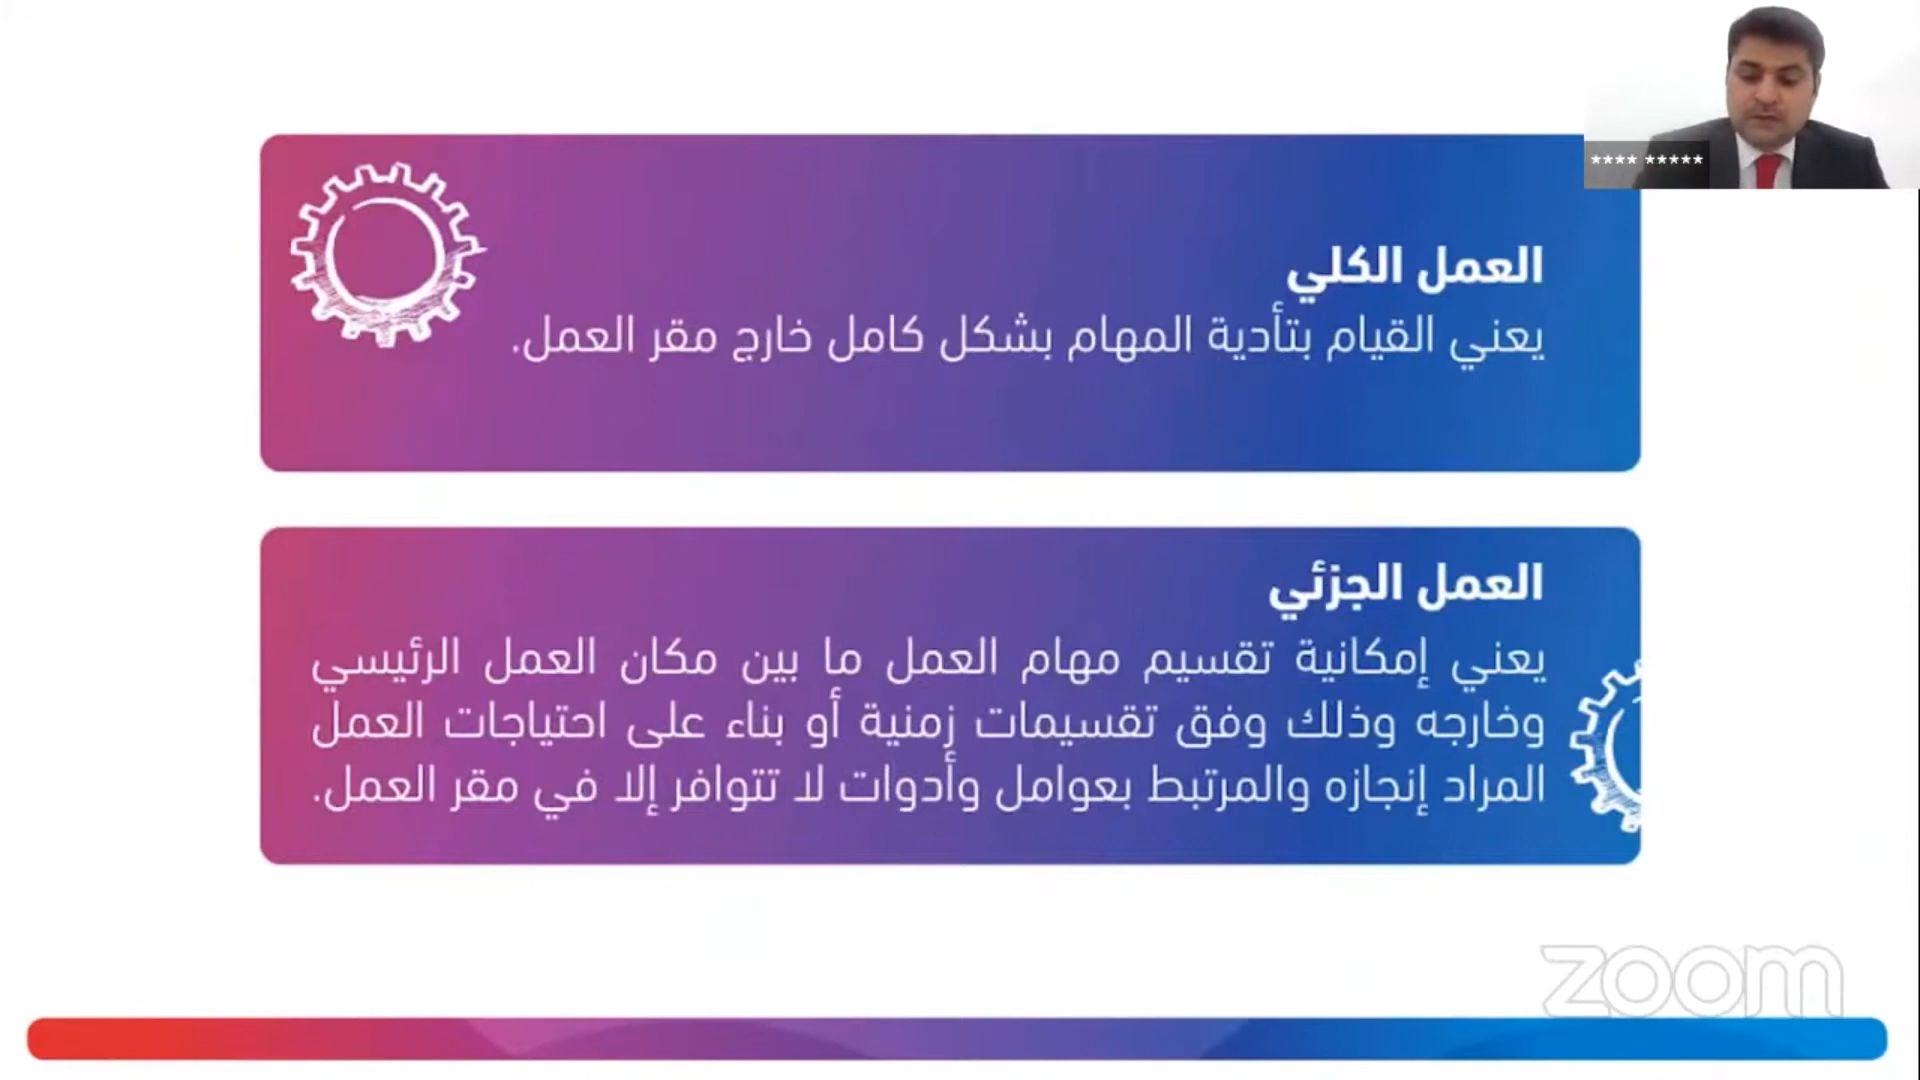 **** *****
العمل الكلي
يعني القيام بتأدية المهام بشكل كامل خارج مقر العمل.
العمل الجزئي
يعني إمكانية تقسيم مهام العمل ما بين مكان العمل الرئيسي
وخارجه وذلك وفق تقسيمات زمنية أو بناء على احتياجات العمل
المراد إنجازه والمرتبط بعوامل وأدوات لا تتوافر إلا في مقر العمل.
zoom